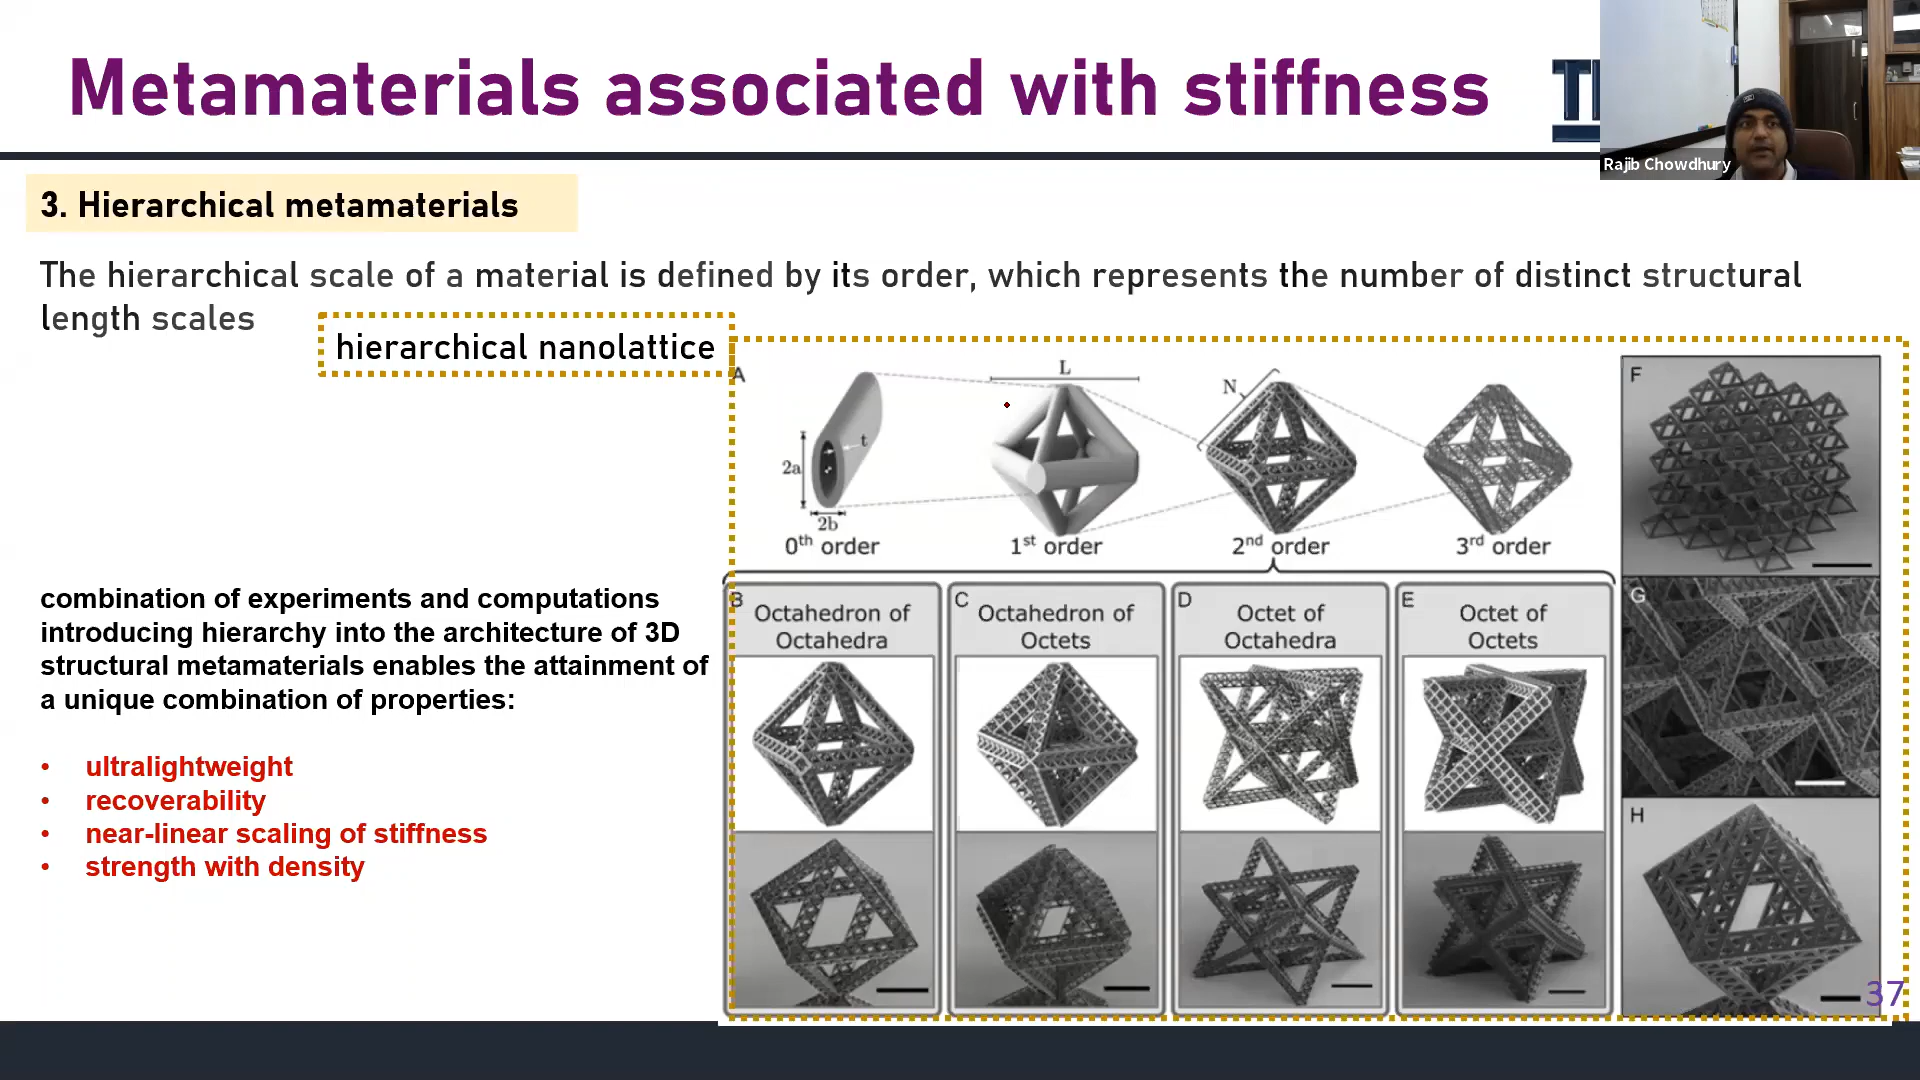 Metamaterials associated with stiffness
Rajib Chowdhury
3. Hierarchical metamaterials
The hierarchical scale of a material is defined by its order, which represents the number of distinct structural
length scales
hierarchical nanolattice
A
L
N
t
2a
2b
0th order
1st order
2nd order
3rd order
F
combination of experiments and computations
introducing hierarchy into the architecture of 3D
structural metamaterials enables the attainment of
a unique combination of properties:
• ultralightweight
• recoverability
• near-linear scaling of stiffness
• strength with density
B
Octahedron of
Octahedra
C
Octahedron of
Octets
D
Octet of
Octahedra
E
Octet of
Octets
G
H
37